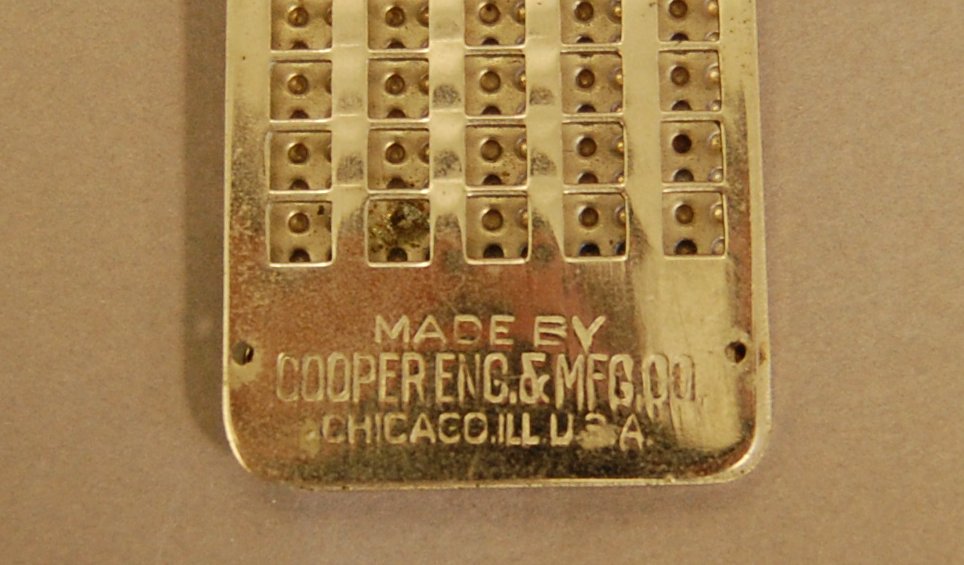 MADE BY
COOPER ENG. & MFG. CO.
CHICAGO. ILL U.S.A.